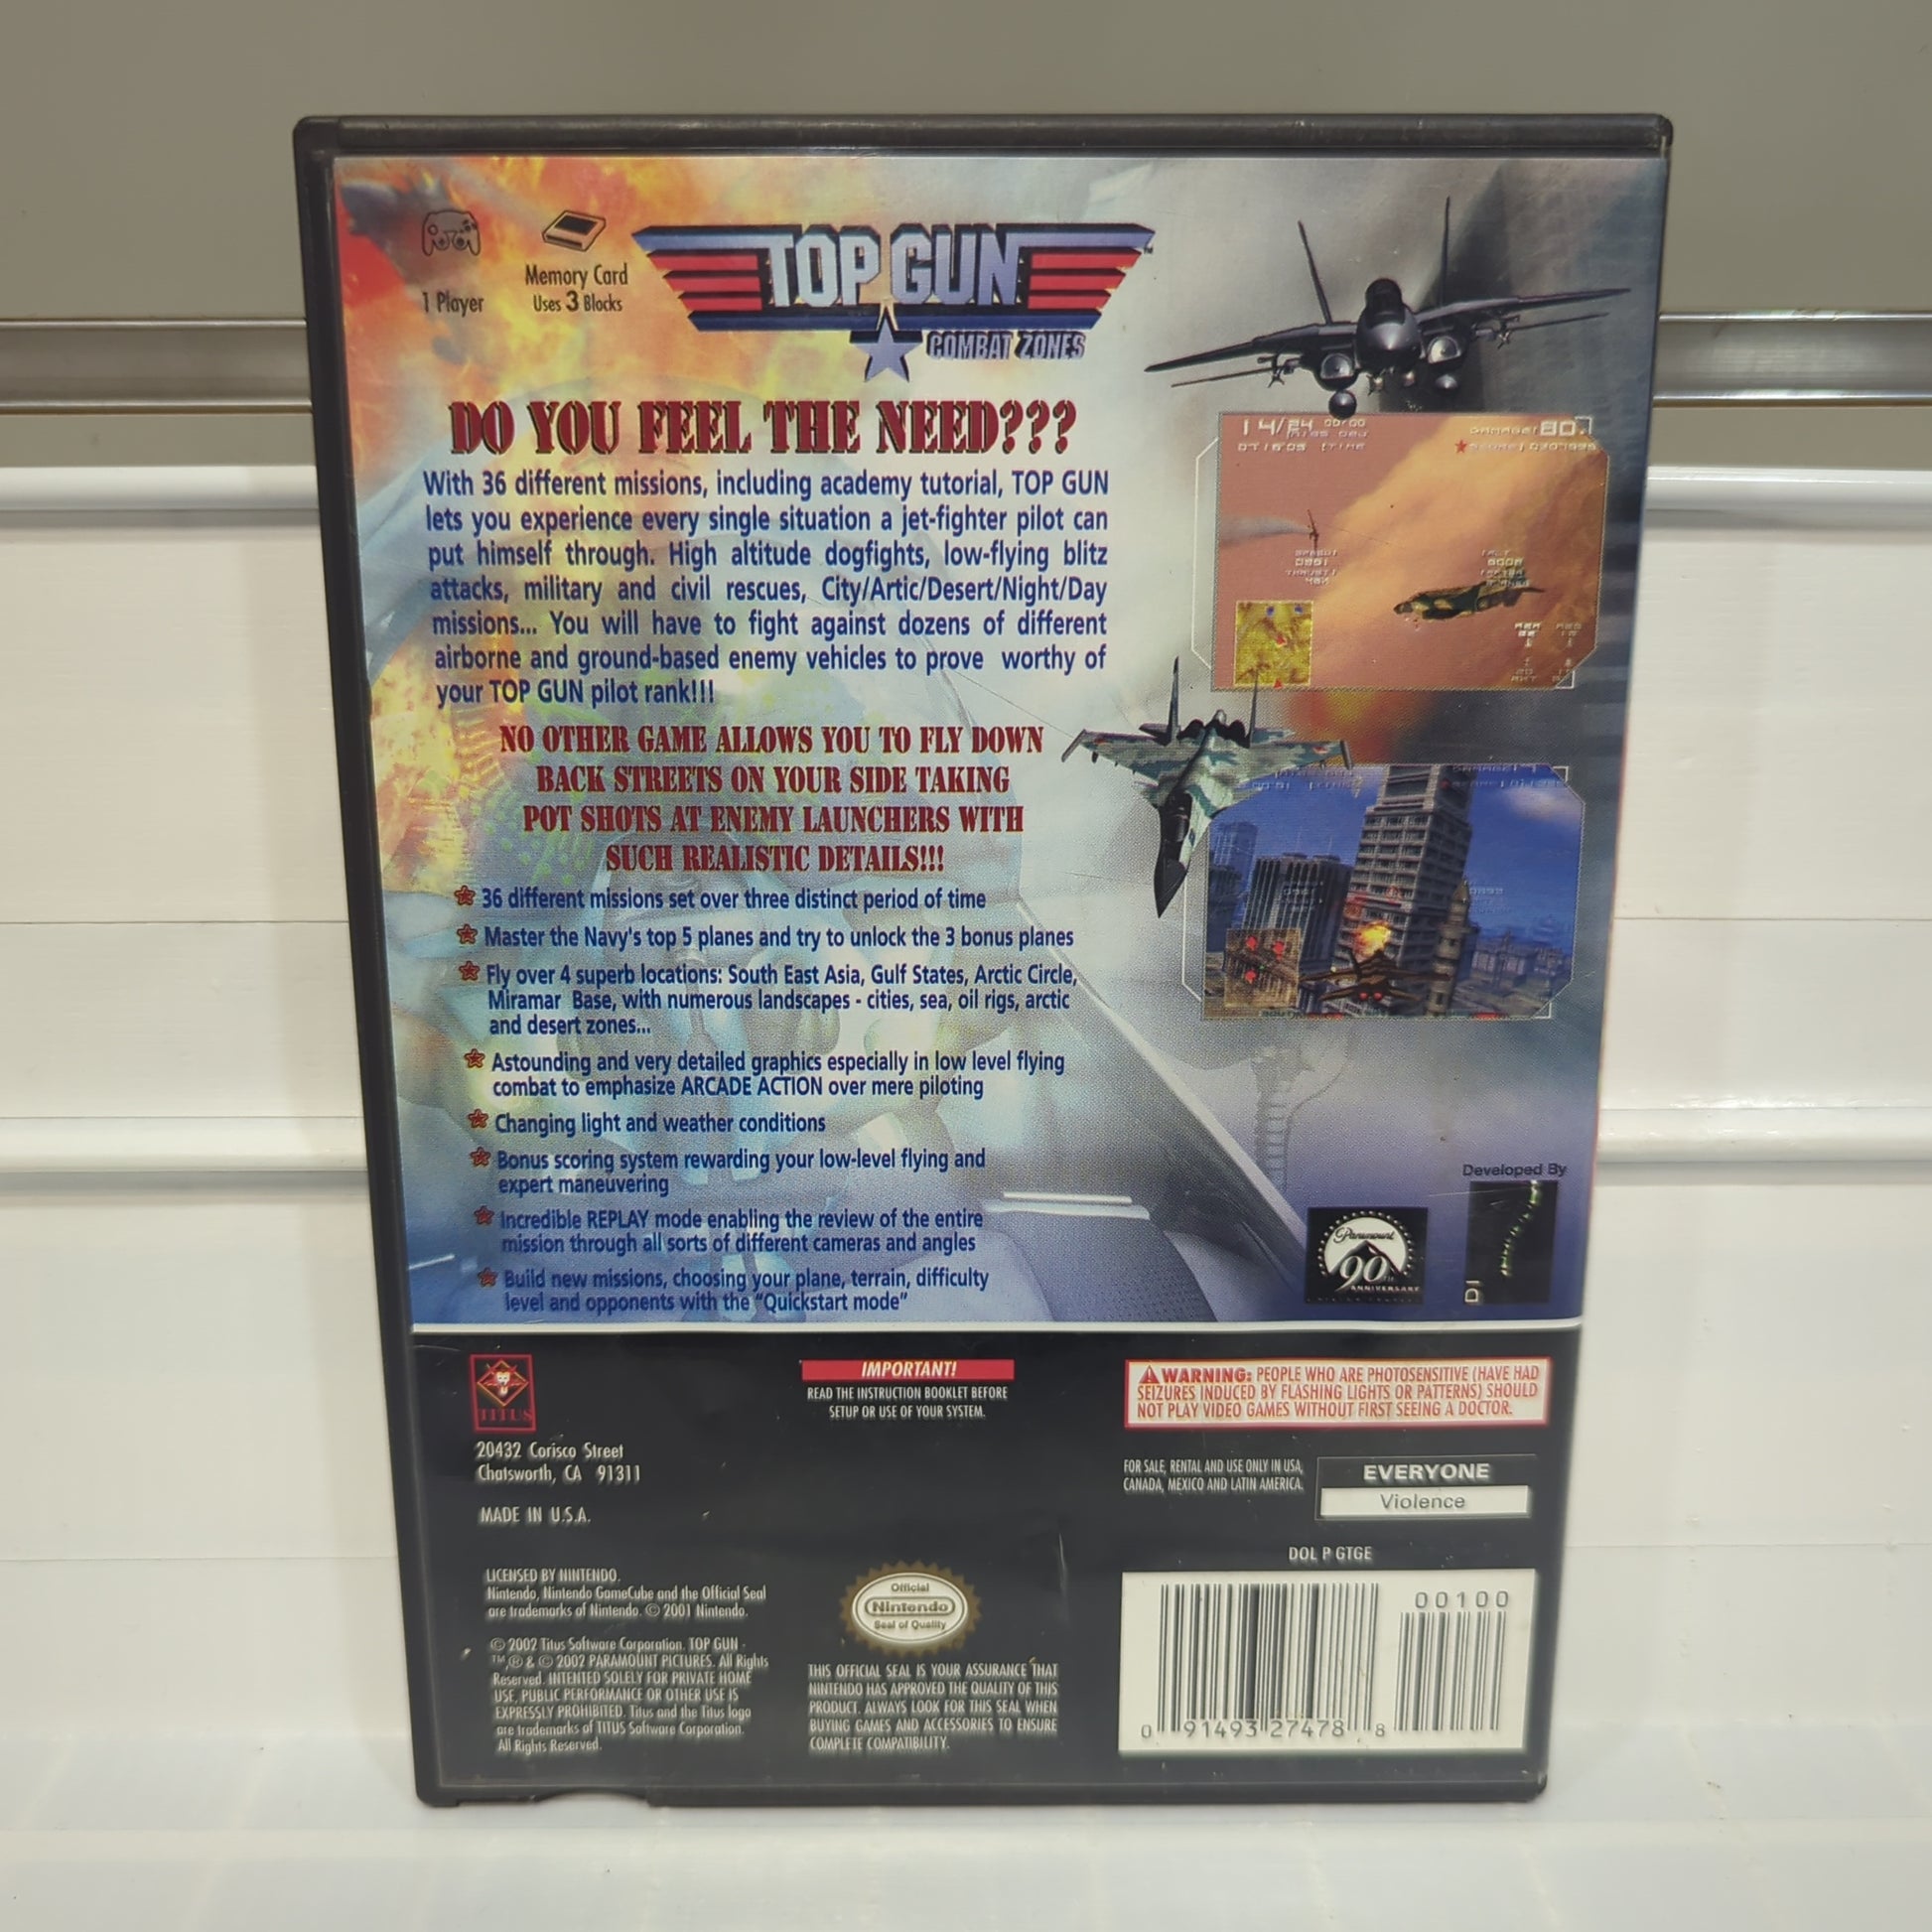 1 Player
Memory Card
Uses 3 Blocks
TOP GUN
™
COMBAT ZONES
DO YOU FEEL THE NEED???
With 36 different missions, including academy tutorial, TOP GUN
lets you experience every single situation a jet-fighter pilot can
put himself through. High altitude dogfights, low-flying blitz
attacks, military and civil rescues, City/Artic/Desert/Night/Day
missions... You will have to fight against dozens of different
airborne and ground-based enemy vehicles to prove worthy of
your TOP GUN pilot rank!!!
NO OTHER GAME ALLOWS YOU TO FLY DOWN
BACK STREETS ON YOUR SIDE TAKING
POT SHOTS AT ENEMY LAUNCHERS WITH
SUCH REALISTIC DETAILS!!!
36 different missions set over three distinct period of time
Master the Navy's top 5 planes and try to unlock the 3 bonus planes
Fly over 4 superb locations: South East Asia, Gulf States, Arctic Circle,
Miramar Base, with numerous landscapes - cities, sea, oil rigs, arctic
and desert zones...
Astounding and very detailed graphics especially in low level flying
combat to emphasize ARCADE ACTION over mere piloting
Changing light and weather conditions
Bonus scoring system rewarding your low-level flying and
expert maneuvering
Incredible REPLAY mode enabling the review of the entire
mission through all sorts of different cameras and angles
Build new missions, choosing your plane, terrain, difficulty
level and opponents with the "Quickstart mode"
14/24
80
Developed By
DI
Paramount
90TH
ANNIVERSARY
TITUS
20432 Corisco Street
Chatsworth, CA 91311
MADE IN U.S.A.
IMPORTANT!
READ THE INSTRUCTION BOOKLET BEFORE
SETUP OR USE OF YOUR SYSTEM.
WARNING: PEOPLE WHO ARE PHOTOSENSITIVE (HAVE HAD
SEIZURES INDUCED BY FLASHING LIGHTS OR PATTERNS) SHOULD
NOT PLAY VIDEO GAMES WITHOUT FIRST SEEING A DOCTOR.
FOR SALE, RENTAL AND USE ONLY IN USA,
CANADA, MEXICO AND LATIN AMERICA.
EVERYONE
Violence
DOL P GTGE
LICENSED BY NINTENDO.
Nintendo, Nintendo GameCube and the Official Seal
are trademarks of Nintendo. © 2001 Nintendo.
© 2002 Titus Software Corporation. TOP GUN -
™,® & © 2002 PARAMOUNT PICTURES. All Rights
Reserved. INTENTED SOLELY FOR PRIVATE HOME
USE, PUBLIC PERFORMANCE OR OTHER USE IS
EXPRESSLY PROHIBITED. Titus and the Titus logo
are trademarks of TITUS Software Corporation.
All Rights Reserved.
Official
Nintendo
Seal of Quality
THIS OFFICIAL SEAL IS YOUR ASSURANCE THAT
NINTENDO HAS APPROVED THE QUALITY OF THIS
PRODUCT. ALWAYS LOOK FOR THIS SEAL WHEN
BUYING GAMES AND ACCESSORIES TO ENSURE
COMPLETE COMPATIBILITY.
00100
0 91493 27478 8